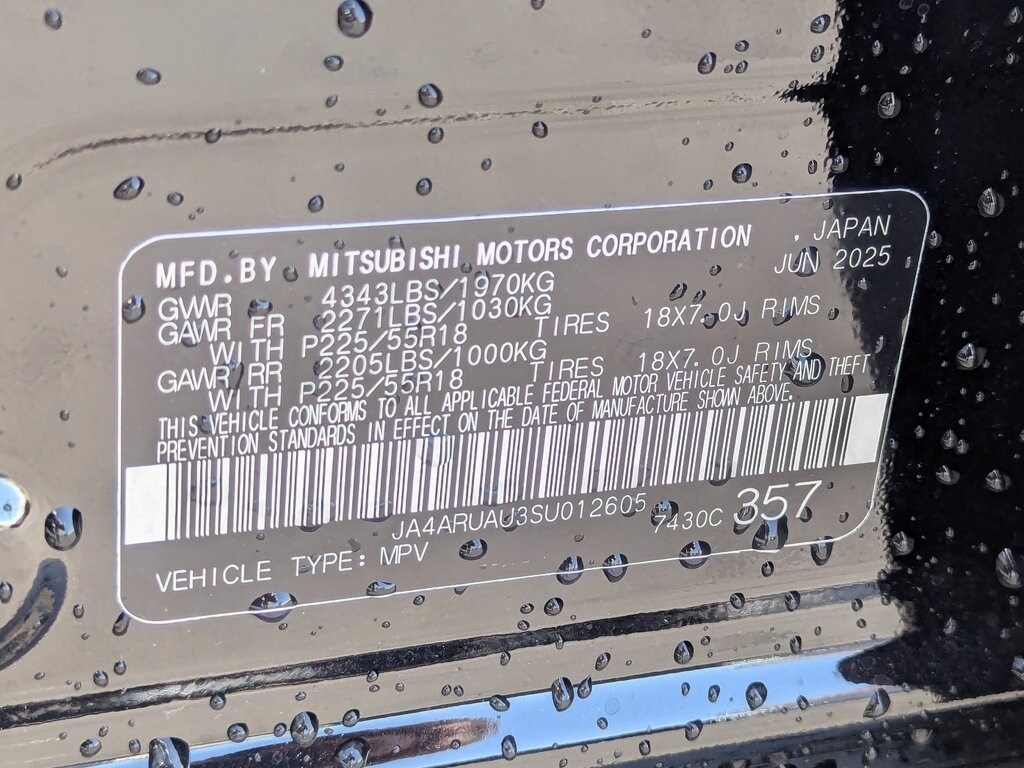 MFD.BY MITSUBISHI MOTORS CORPORATION , JAPAN
GVWR 4343LBS/1970KG JUN 2025
GAWR FR 2271LBS/1030KG
WITH P225/55R18 TIRES 18X7.0J RIMS
GAWR RR 2205LBS/1000KG
WITH P225/55R18 TIRES 18X7.0J RIMS
THIS VEHICLE CONFORMS TO ALL APPLICABLE FEDERAL MOTOR VEHICLE SAFETY AND THEFT
PREVENTION STANDARDS IN EFFECT ON THE DATE OF MANUFACTURE SHOWN ABOVE.
JA4ARUAU3SU012605 7430C 357
VEHICLE TYPE: MPV